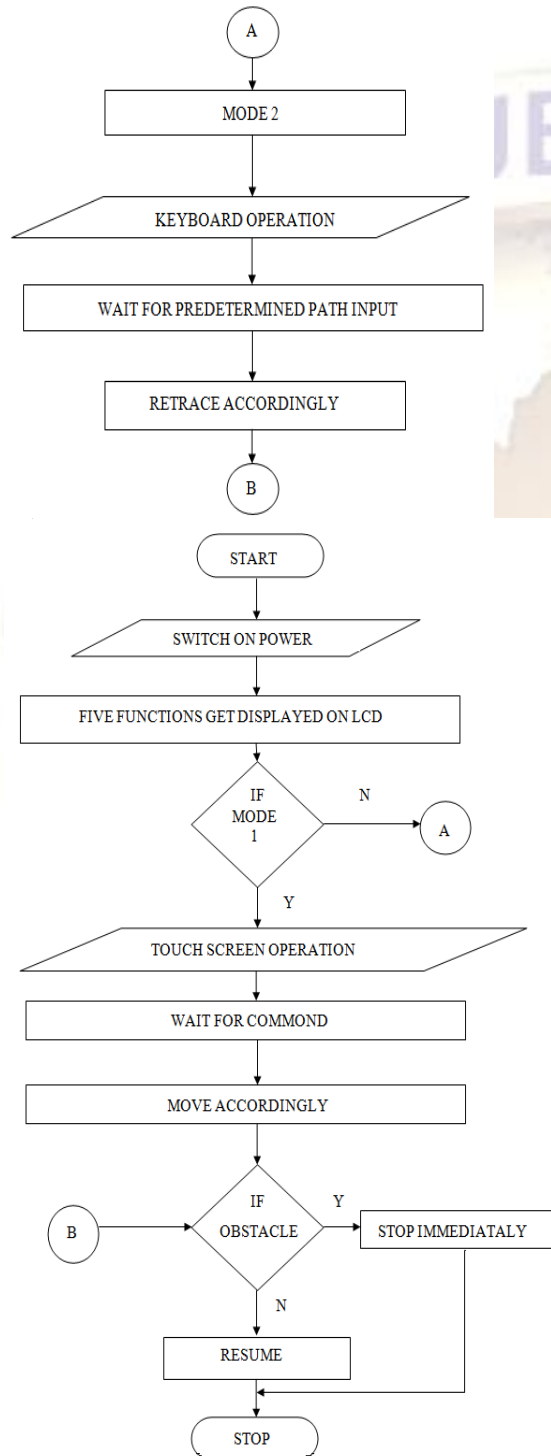 A
MODE 2
KEYBOARD OPERATION
WAIT FOR PREDETERMINED PATH INPUT
RETRACE ACCORDINGLY
B
START
SWITCH ON POWER
FIVE FUNCTIONS GET DISPLAYED ON LCD
IF
MODE
1
N
A
Y
TOUCH SCREEN OPERATION
WAIT FOR COMMOND
MOVE ACCORDINGLY
B
IF
OBSTACLE
Y
STOP IMMEDIATALY
N
RESUME
STOP